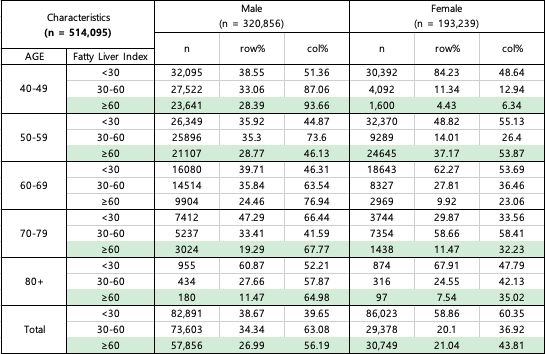 Characteristics (n = 514,095) Male (n = 320,856) Female (n = 193,239)
n row% col% n row% col%
AGE Fatty Liver Index
40-49 <30 32,095 38.55 51.36 30,392 84.23 48.64
30-60 27,522 33.06 87.06 4,092 11.34 12.94
≥60 23,641 28.39 93.66 1,600 4.43 6.34
50-59 <30 26,349 35.92 44.87 32,370 48.82 55.13
30-60 25896 35.3 73.6 9289 14.01 26.4
≥60 21107 28.77 46.13 24645 37.17 53.87
60-69 <30 16080 39.71 46.31 18643 62.27 53.69
30-60 14514 35.84 63.54 8327 27.81 36.46
≥60 9904 24.46 76.94 2969 9.92 23.06
70-79 <30 7412 47.29 66.44 3744 29.87 33.56
30-60 5237 33.41 41.59 7354 58.66 58.41
≥60 3024 19.29 67.77 1438 11.47 32.23
80+ <30 955 60.87 52.21 874 67.91 47.79
30-60 434 27.66 57.87 316 24.55 42.13
≥60 180 11.47 64.98 97 7.54 35.02
Total <30 82,891 38.67 39.65 86,023 58.86 60.35
30-60 73,603 34.34 63.08 29,378 20.1 36.92
≥60 57,856 26.99 56.19 30,749 21.04 43.81